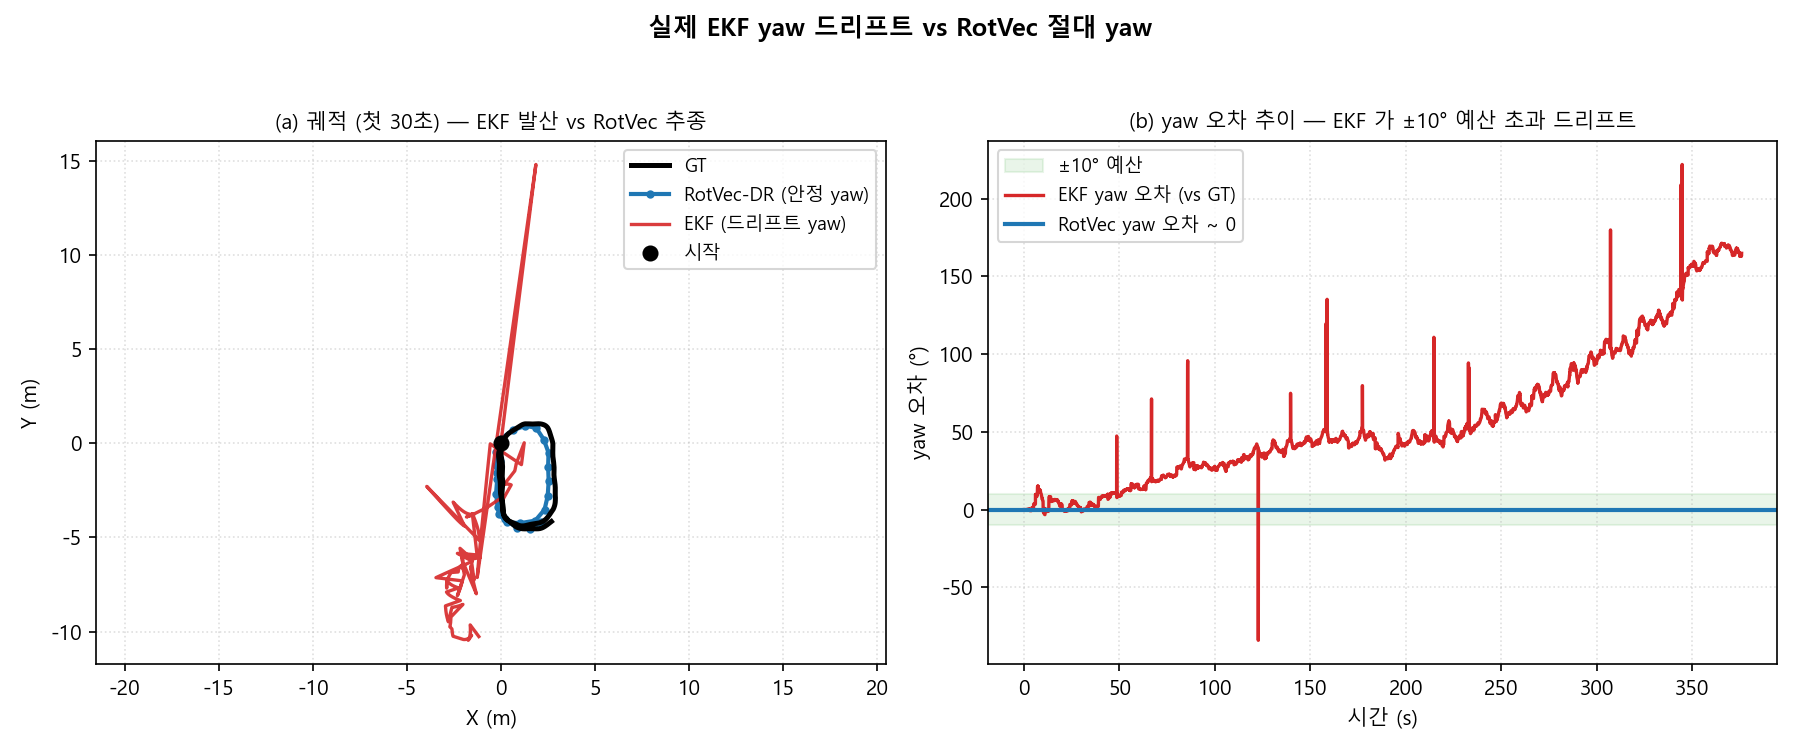 실제 EKF yaw 드리프트 vs RotVec 절대 yaw
(a) 궤적 (첫 30초) — EKF 발산 vs RotVec 추종
GT
RotVec-DR (안정 yaw)
EKF (드리프트 yaw)
시작
Y (m)
15
10
5
0
-5
-10
-20
-15
-10
-5
0
5
10
15
20
X (m)
(b) yaw 오차 추이 — EKF 가 ±10° 예산 초과 드리프트
±10° 예산
EKF yaw 오차 (vs GT)
RotVec yaw 오차 ~ 0
yaw 오차 (°)
200
150
100
50
0
-50
0
50
100
150
200
250
300
350
시간 (s)